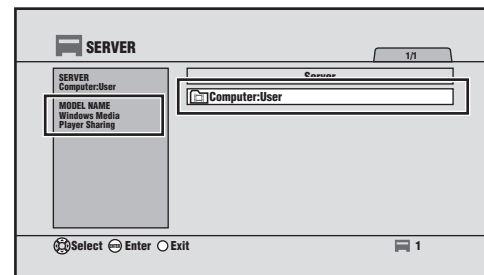 SERVER
1/1
SERVER
Computer:User
MODEL NAME
Windows Media
Player Sharing
Server
Computer:User
Select Enter Exit
1